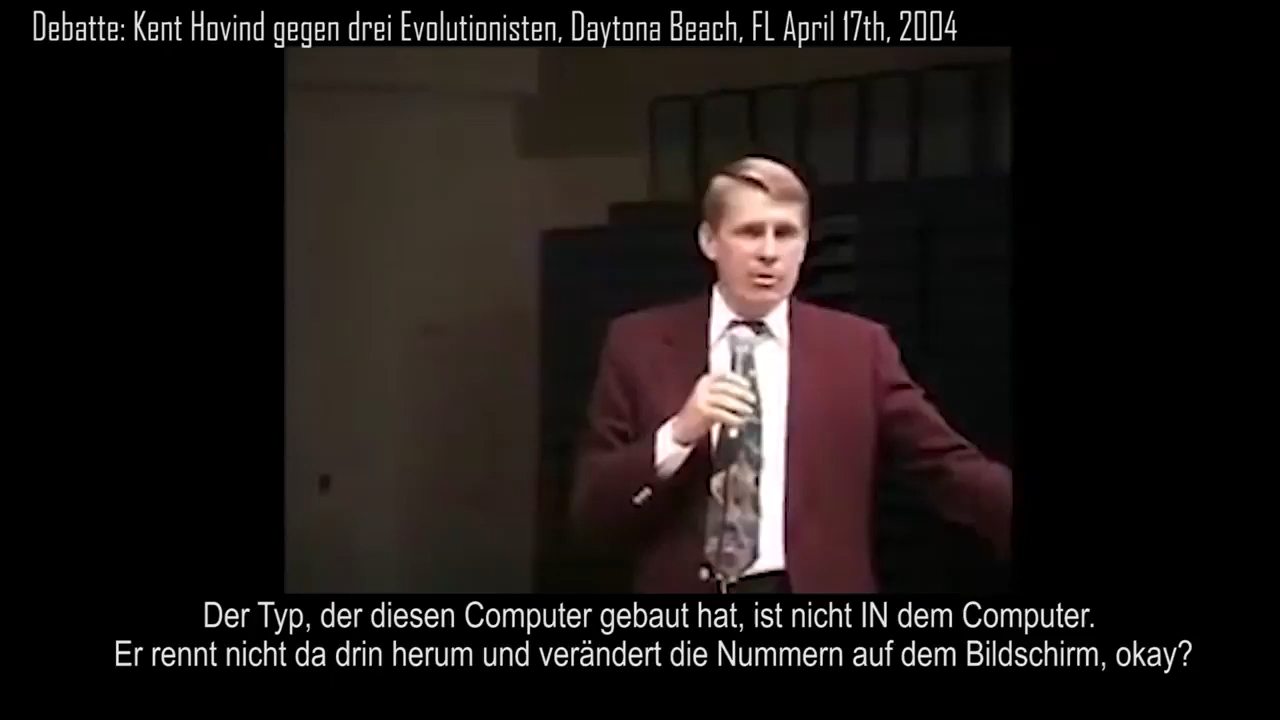 Debatte: Kent Hovind gegen drei Evolutionisten, Daytona Beach, FL April 17th, 2004
Der Typ, der diesen Computer gebaut hat, ist nicht IN dem Computer.
Er rennt nicht da drin herum und verändert die Nummern auf dem Bildschirm, okay?